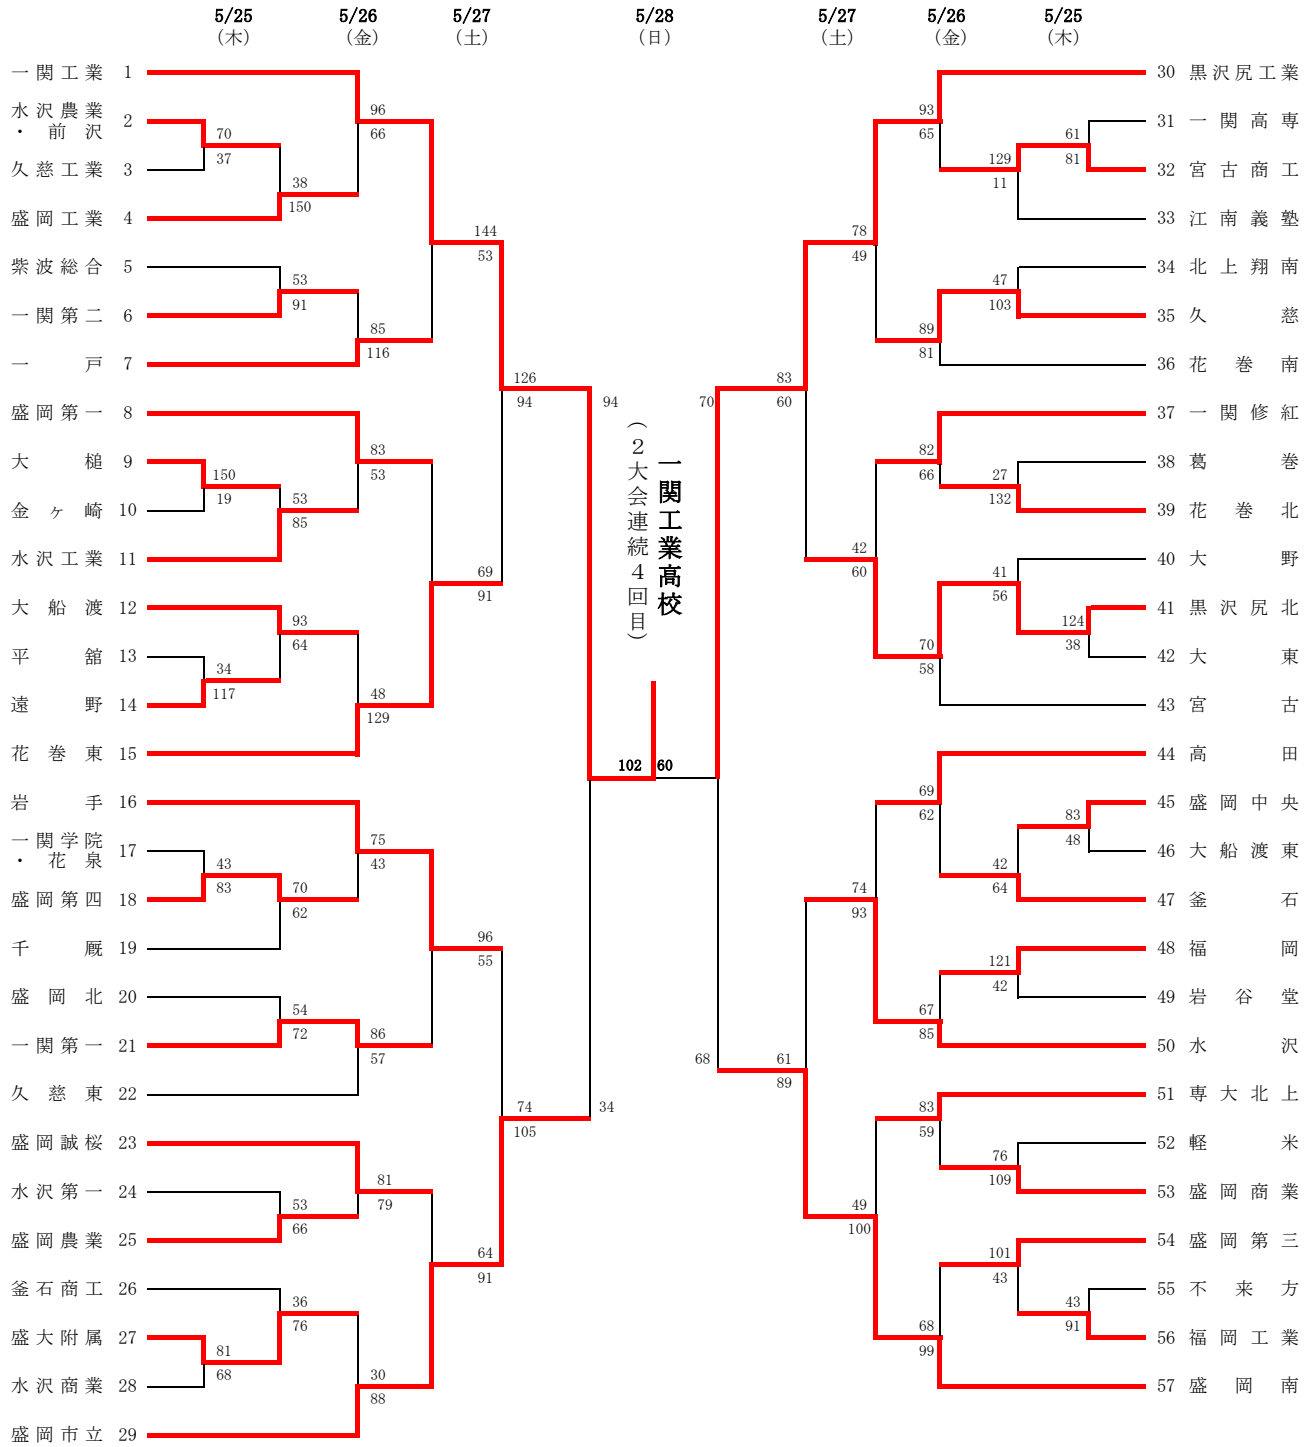 5/25 5/26 5/27 5/28 5/27 5/26 5/25
(木) (金) (土) (日) (土) (金) (木)
一関工業 1
水沢農業・前沢 2
久慈工業 3
盛岡工業 4
紫波総合 5
一関第二 6
一戸 7
盛岡第一 8
大槌 9
金ヶ崎 10
水沢工業 11
大船渡 12
平舘 13
遠野 14
花巻東 15
岩手 16
一関学院・花泉 17
盛岡第四 18
千厩 19
盛岡北 20
一関第一 21
久慈東 22
盛岡誠桜 23
水沢第一 24
盛岡農業 25
釜石商工 26
盛大附属 27
水沢商業 28
盛岡市立 29
70
37
150
19
34
117
43
83
81
68
38
150
53
91
53
85
93
64
70
62
54
72
53
66
36
76
96
66
85
116
83
53
48
129
75
43
86
57
81
79
30
88
144
53
69
91
96
55
64
91
126
94
74
105
94
34
一関工業高校
(2大会連続4回目)
102 60
70
68
83
60
61
89
78
49
42
60
74
93
49
100
93
65
89
81
82
66
70
58
69
62
67
85
83
59
68
99
129
11
47
103
27
132
41
56
42
64
121
42
76
109
101
43
61
81
124
38
83
48
43
91
30 黒沢尻工業
31 一関高専
32 宮古商工
33 江南義塾
34 北上翔南
35 久慈
36 花巻南
37 一関修紅
38 葛巻
39 花巻北
40 大野
41 黒沢尻北
42 大東
43 宮古
44 高田
45 盛岡中央
46 大船渡東
47 釜石
48 福岡
49 岩谷堂
50 水沢
51 専大北上
52 軽米
53 盛岡商業
54 盛岡第三
55 不来方
56 福岡工業
57 盛岡南